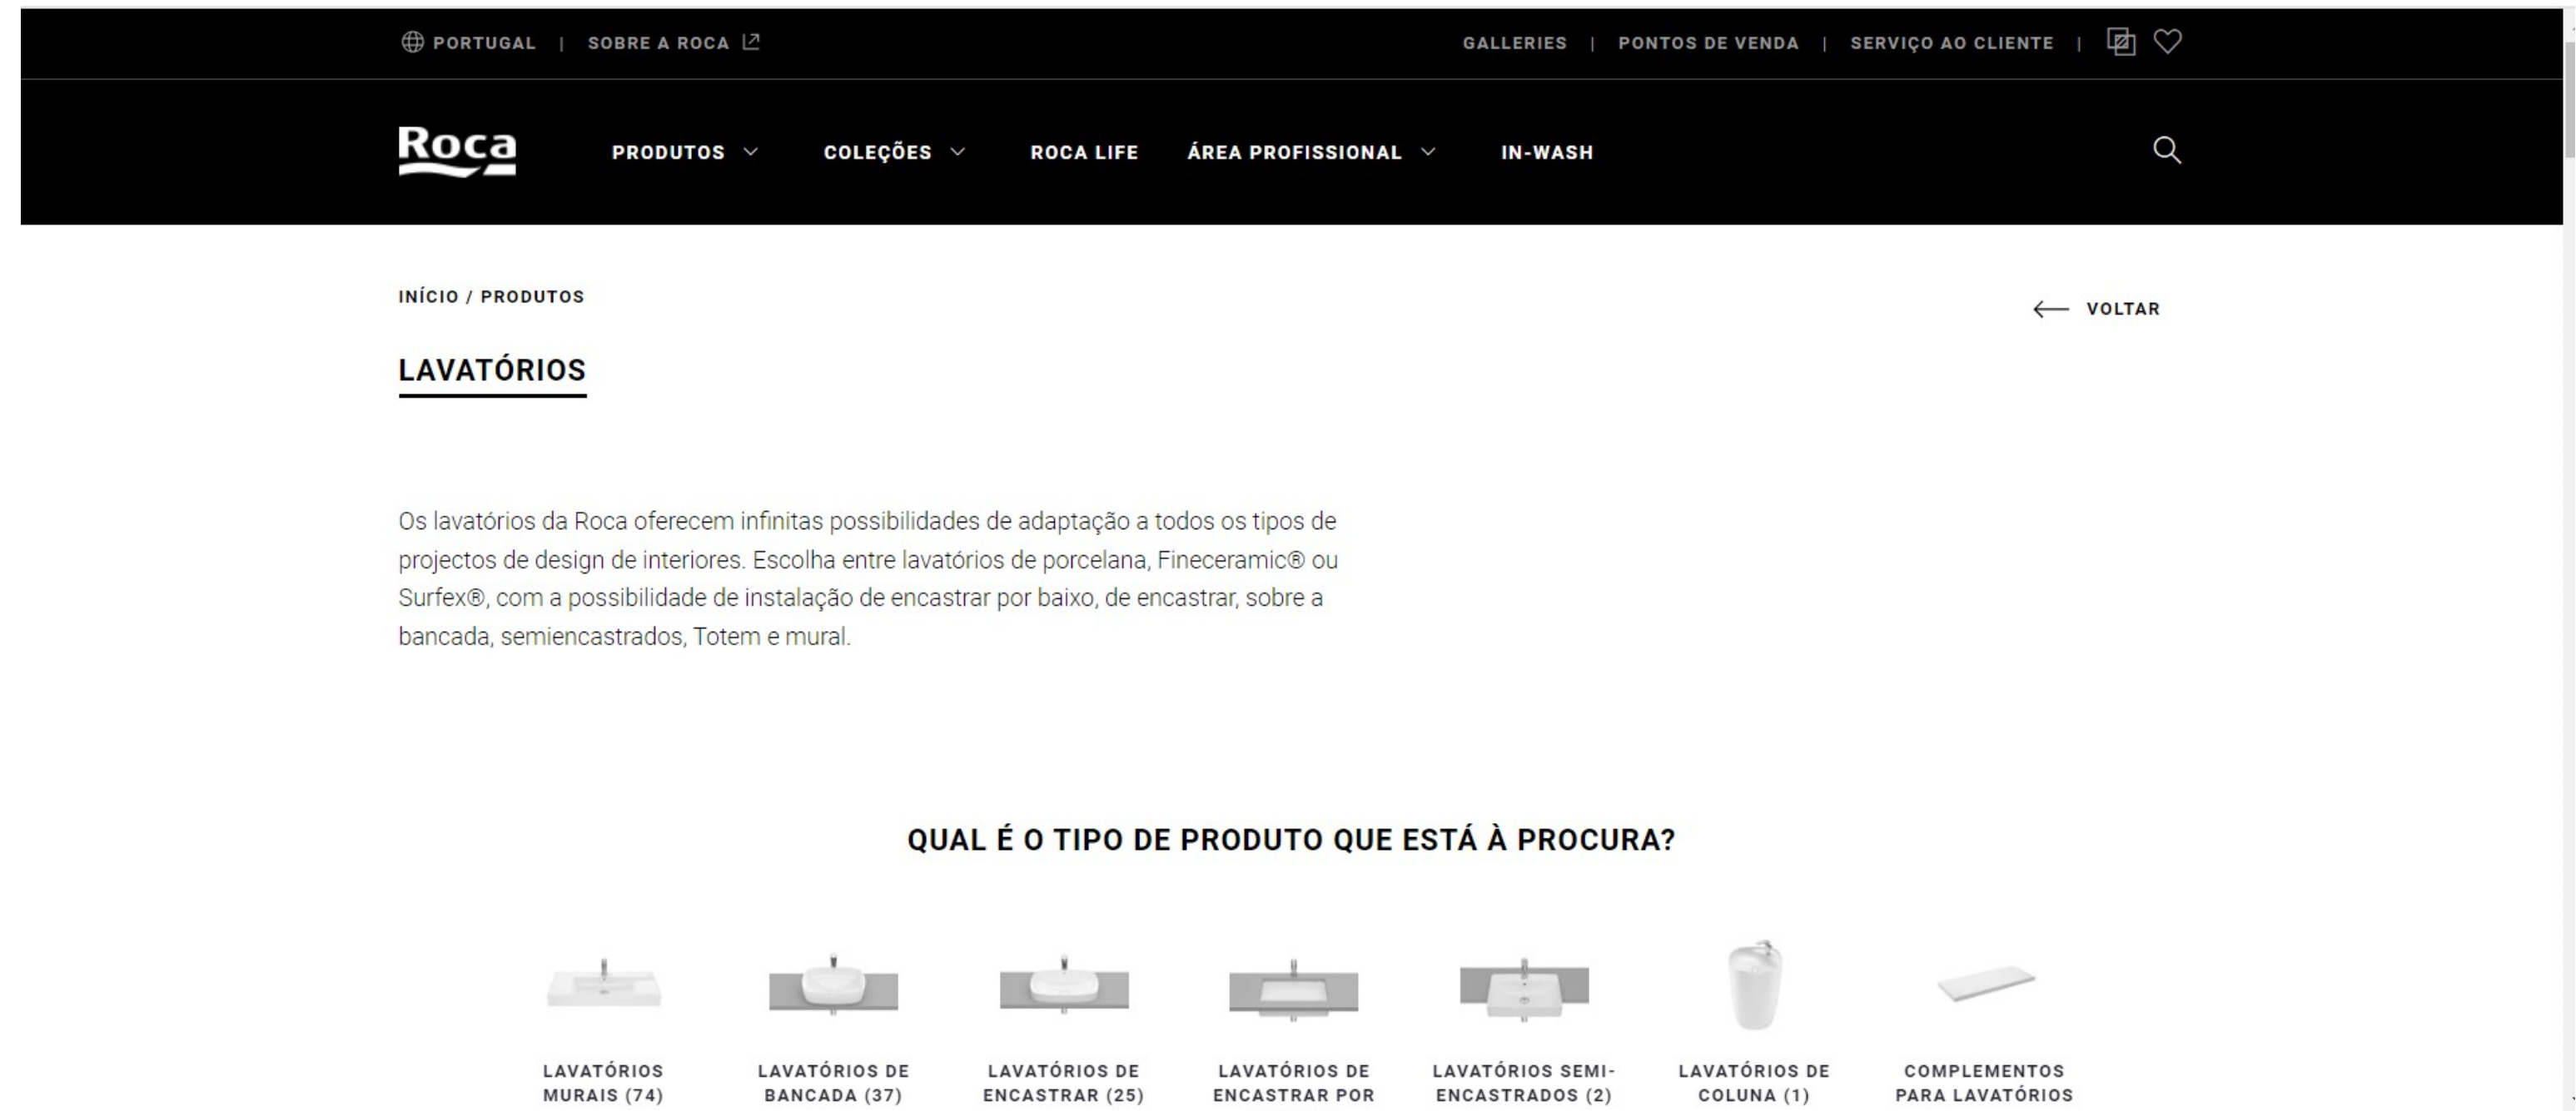 PORTUGAL | SOBRE A ROCA
GALLERIES | PONTOS DE VENDA | SERVIÇO AO CLIENTE |
Roca
PRODUTOS COLEÇÕES ROCA LIFE ÁREA PROFISSIONAL IN-WASH
INÍCIO / PRODUTOS
VOLTAR
LAVATÓRIOS
Os lavatórios da Roca oferecem infinitas possibilidades de adaptação a todos os tipos de
projectos de design de interiores. Escolha entre lavatórios de porcelana, Fineceramic® ou
Surfex®, com a possibilidade de instalação de encastrar por baixo, de encastrar, sobre a
bancada, semiencastrados, Totem e mural.
QUAL É O TIPO DE PRODUTO QUE ESTÁ À PROCURA?
LAVATÓRIOS
MURAIS (74)
LAVATÓRIOS DE
BANCADA (37)
LAVATÓRIOS DE
ENCASTRAR (25)
LAVATÓRIOS DE
ENCASTRAR POR
LAVATÓRIOS SEMI-
ENCASTRADOS (2)
LAVATÓRIOS DE
COLUNA (1)
COMPLEMENTOS
PARA LAVATÓRIOS